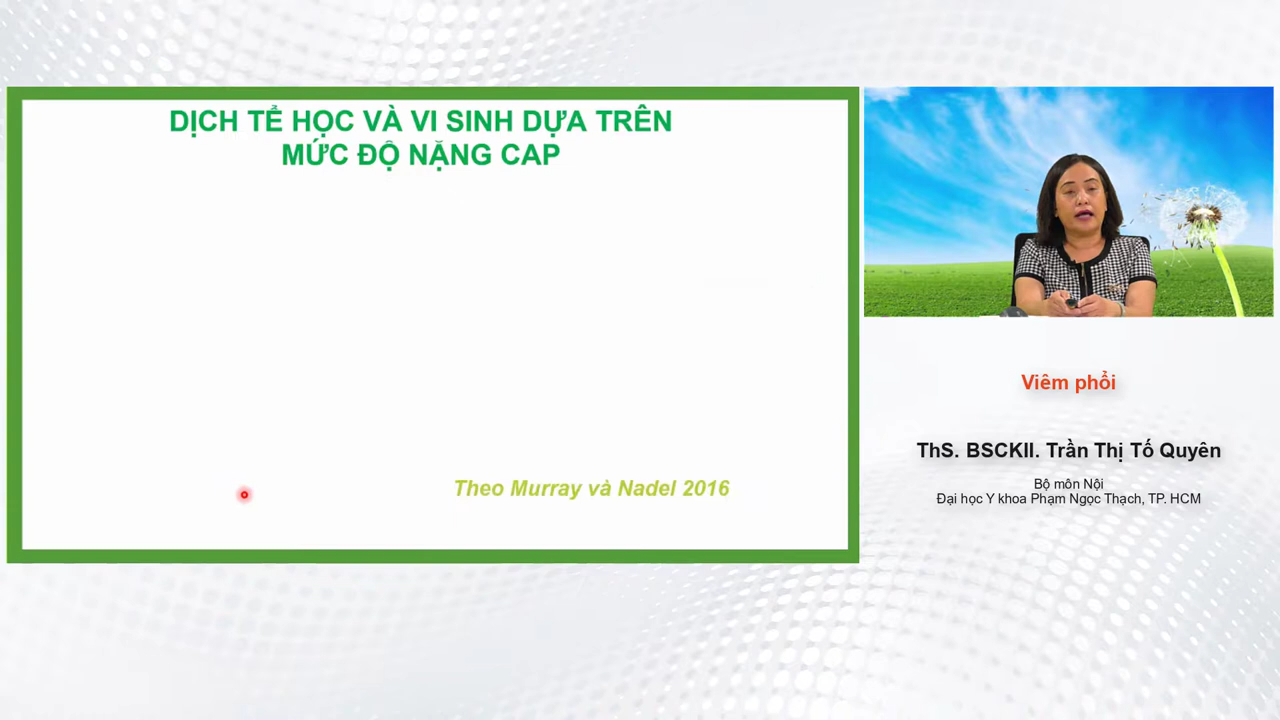 DỊCH TỂ HỌC VÀ VI SINH DỰA TRÊN
MỨC ĐỘ NẶNG CAP
Theo Murray và Nadel 2016
Viêm phổi
ThS. BSCKII. Trần Thị Tố Quyên
Bộ môn Nội
Đại học Y khoa Phạm Ngọc Thạch, TP. HCM